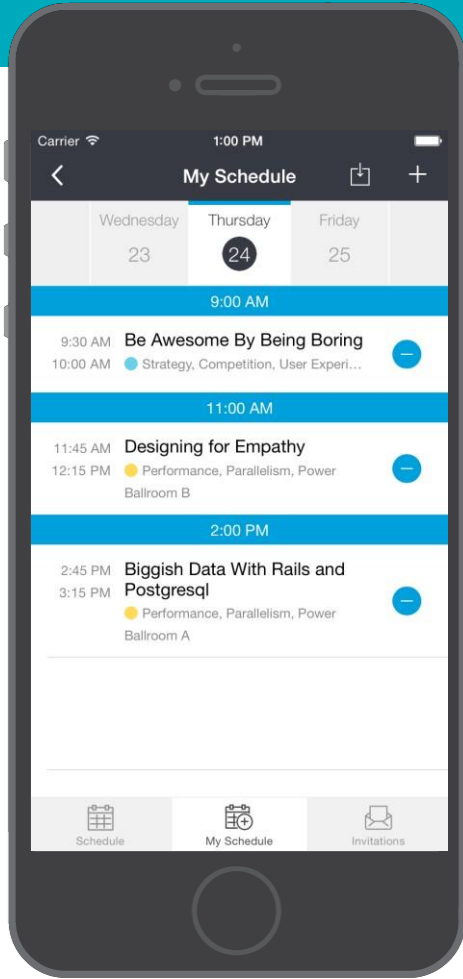 Carrier 1:00 PM
My Schedule
Wednesday Thursday Friday
23 24 25
9:00 AM
9:30 AM Be Awesome By Being Boring
10:00 AM Strategy, Competition, User Experi...
11:00 AM
11:45 AM Designing for Empathy
12:15 PM Performance, Parallelism, Power
Ballroom B
2:00 PM
2:45 PM Biggish Data With Rails and
3:15 PM Postgresql
Performance, Parallelism, Power
Ballroom A
Schedule My Schedule Invitations